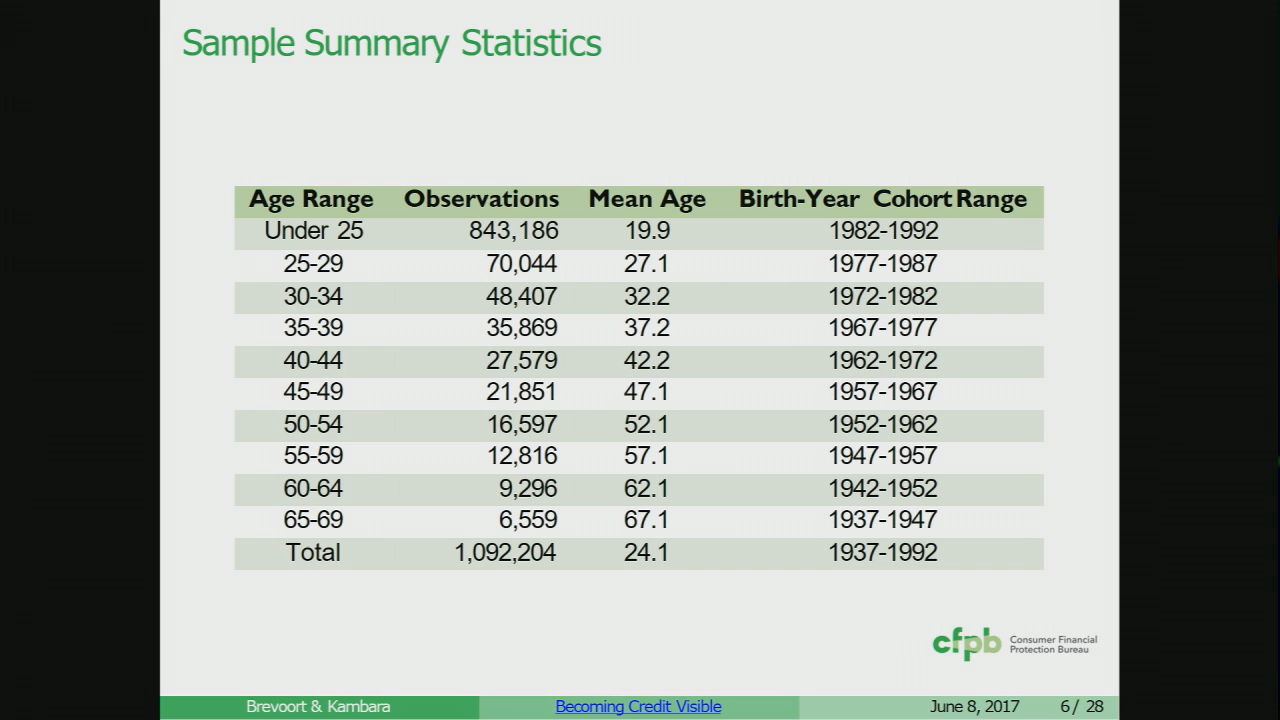 Sample Summary Statistics
Age Range Observations Mean Age Birth-Year Cohort Range
Under 25 843,186 19.9 1982-1992
25-29 70,044 27.1 1977-1987
30-34 48,407 32.2 1972-1982
35-39 35,869 37.2 1967-1977
40-44 27,579 42.2 1962-1972
45-49 21,851 47.1 1957-1967
50-54 16,597 52.1 1952-1962
55-59 12,816 57.1 1947-1957
60-64 9,296 62.1 1942-1952
65-69 6,559 67.1 1937-1947
Total 1,092,204 24.1 1937-1992
cfpb Consumer Financial
Protection Bureau
Brevoort & Kambara Becoming Credit Visible June 8, 2017 6 / 28